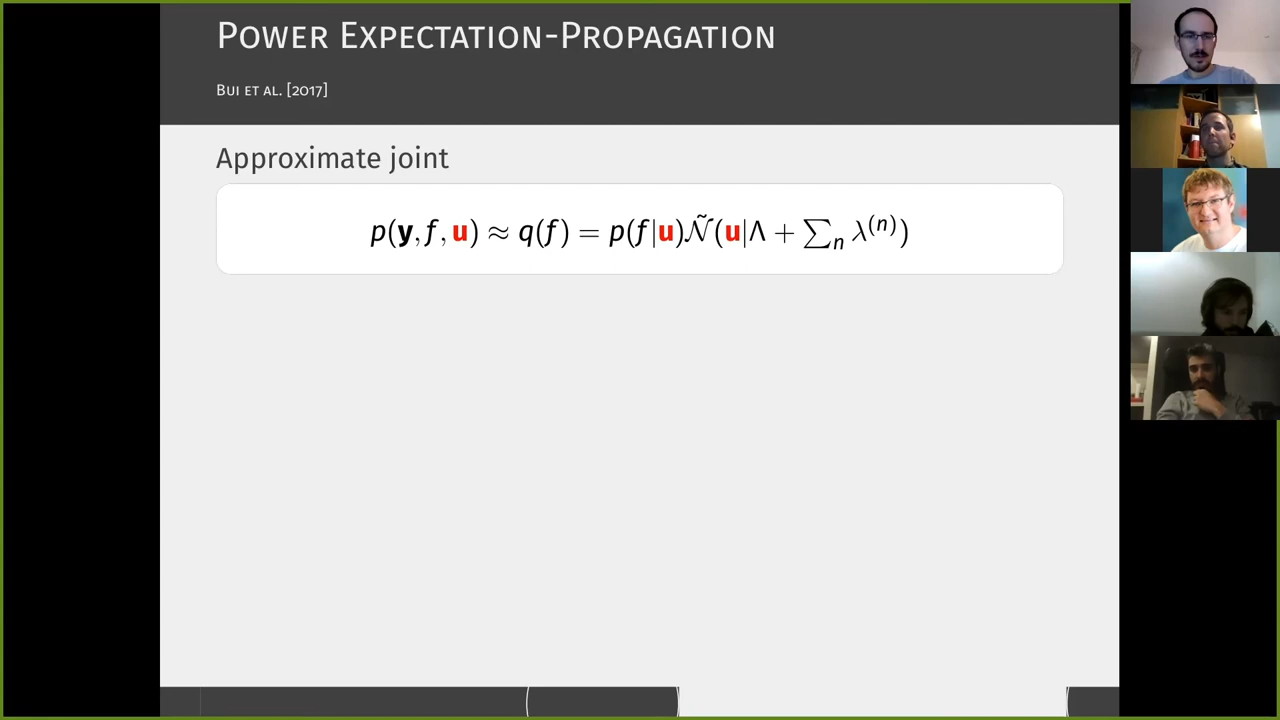 POWER EXPECTATION-PROPAGATION
BUI ET AL. [2017]
Approximate joint
p(y, f, u) ≈ q(f) = p(f|u)Ñ(u|Λ + ∑ₙ λ⁽ⁿ⁾)